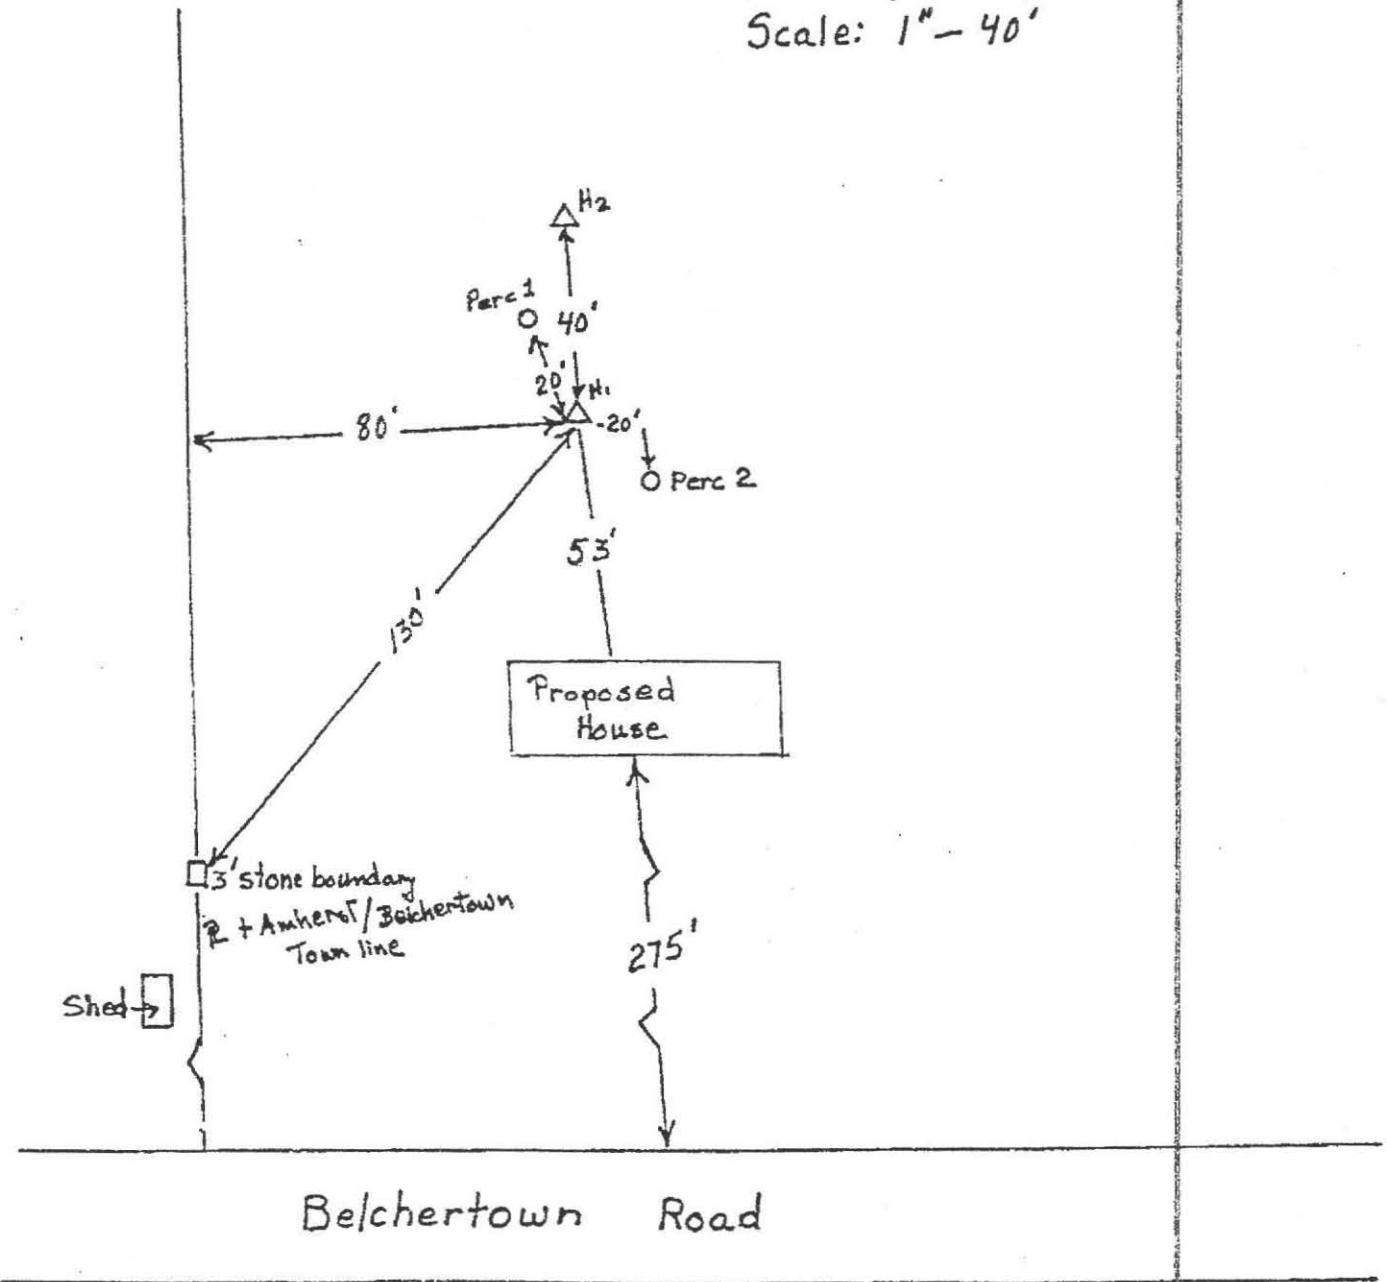 Scale: 1" - 40'
H2
Perc 1
40'
20'
H1
80'
-20'
Perc 2
53'
130'
Proposed
House
3' stone boundary
PL + Amherst/Belchertown
Town line
275'
Shed
Belchertown Road